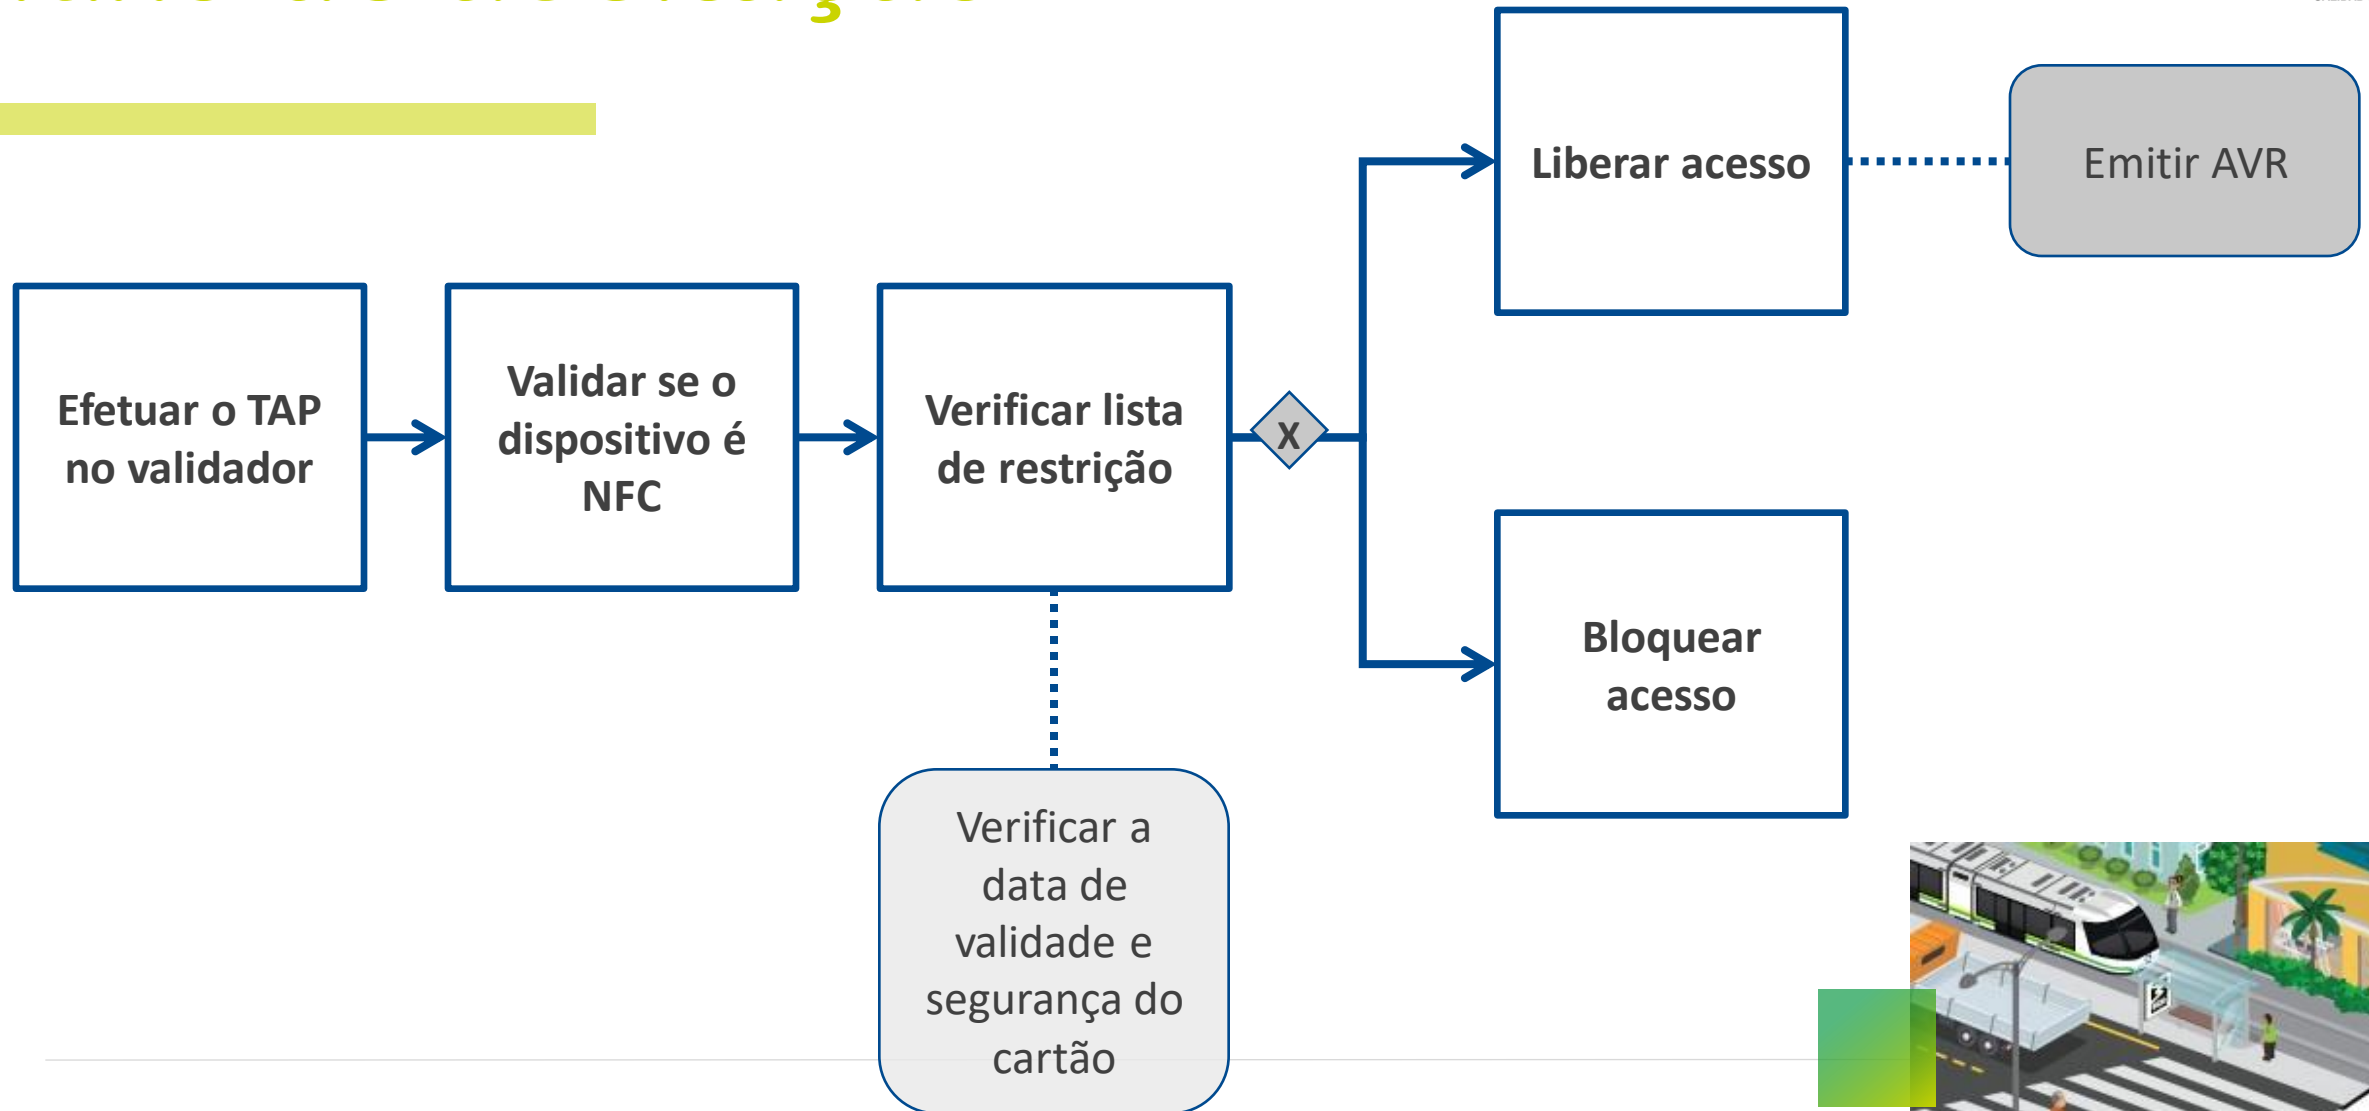 Liberar acesso
Emitir AVR
Efetuar o TAP
no validador
Validar se o
dispositivo é
NFC
Verificar lista
de restrição
X
Bloquear
acesso
Verificar a
data de
validade e
segurança do
cartão